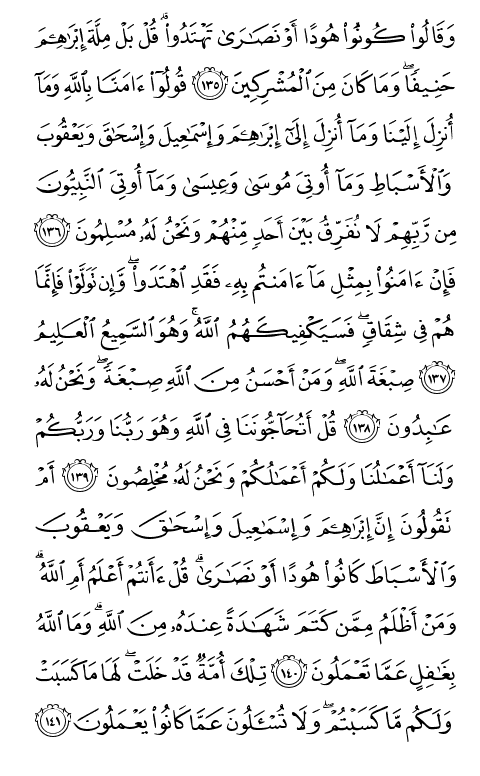 وَقَالُوا۟ كُونُوا۟ هُودًا أَوْ نَصَـٰرَىٰ تَهْتَدُوا۟ ۗ قُلْ بَلْ مِلَّةَ إِبْرَٰهِـۧمَ
حَنِيفًا ۖ وَمَا كَانَ مِنَ ٱلْمُشْرِكِينَ ١٣٥ قُولُوٓا۟ ءَامَنَّا بِٱللَّهِ وَمَآ
أُنزِلَ إِلَيْنَا وَمَآ أُنزِلَ إِلَىٰٓ إِبْرَٰهِـۧمَ وَإِسْمَـٰعِيلَ وَإِسْحَـٰقَ وَيَعْقُوبَ
وَٱلْأَسْبَاطِ وَمَآ أُوتِىَ مُوسَىٰ وَعِيسَىٰ وَمَآ أُوتِىَ ٱلنَّبِيُّونَ
مِن رَّبِّهِمْ لَا نُفَرِّقُ بَيْنَ أَحَدٍ مِّنْهُمْ وَنَحْنُ لَهُۥ مُسْلِمُونَ ١٣٦
فَإِنْ ءَامَنُوا۟ بِمِثْلِ مَآ ءَامَنتُم بِهِۦ فَقَدِ ٱهْتَدَوا۟ ۖ وَّإِن تَوَلَّوْا۟ فَإِنَّمَا
هُمْ فِى شِقَاقٍ ۖ فَسَيَكْفِيكَهُمُ ٱللَّهُ ۚ وَهُوَ ٱلسَّمِيعُ ٱلْعَلِيمُ
١٣٧ صِبْغَةَ ٱللَّهِ ۖ وَمَنْ أَحْسَنُ مِنَ ٱللَّهِ صِبْغَةً ۖ وَنَحْنُ لَهُۥ
عَـٰبِدُونَ ١٣٨ قُلْ أَتُحَآجُّونَنَا فِى ٱللَّهِ وَهُوَ رَبُّنَا وَرَبُّكُمْ
وَلَنَآ أَعْمَـٰلُنَا وَلَكُمْ أَعْمَـٰلُكُمْ وَنَحْنُ لَهُۥ مُخْلِصُونَ ١٣٩ أَمْ
تَقُولُونَ إِنَّ إِبْرَٰهِـۧمَ وَإِسْمَـٰعِيلَ وَإِسْحَـٰقَ وَيَعْقُوبَ
وَٱلْأَسْبَاطَ كَانُوا۟ هُودًا أَوْ نَصَـٰرَىٰ ۗ قُلْ ءَأَنتُمْ أَعْلَمُ أَمِ ٱللَّهُ ۗ
وَمَنْ أَظْلَمُ مِمَّن كَتَمَ شَهَـٰدَةً عِندَهُۥ مِنَ ٱللَّهِ ۗ وَمَا ٱللَّهُ
بِغَـٰفِلٍ عَمَّا تَعْمَلُونَ ١٤٠ تِلْكَ أُمَّةٌ قَدْ خَلَتْ ۖ لَهَا مَا كَسَبَتْ
وَلَكُم مَّا كَسَبْتُمْ ۖ وَلَا تُسْـَٔلُونَ عَمَّا كَانُوا۟ يَعْمَلُونَ ١٤١